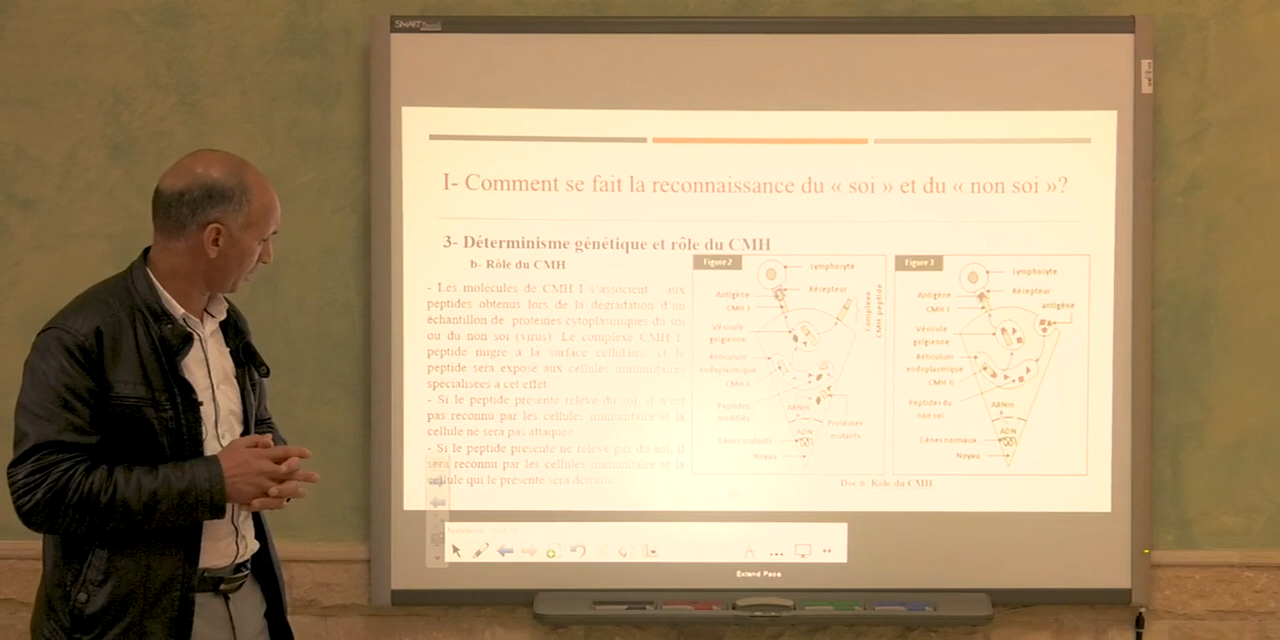 SMART
I- Comment se fait la reconnaissance du « soi » et du « non soi »?
3- Déterminisme génétique et rôle du CMH
b- Rôle du CMH
- Les molécules de CMH I s'associent aux
peptides obtenus lors de la dégradation d'un
échantillon de protéines cytoplasmiques du soi
ou du non soi (virus). Le complexe CMH I-
peptide migre à la surface cellulaire et le
peptide sera exposé aux cellules immunitaires
spécialisées à cet effet
- Si le peptide présenté relève du soi, il n'est
pas reconnu par les cellules immunitaire et la
cellule ne sera pas attaquée
- Si le peptide présenté ne relève pas du soi, il
sera reconnu par les cellules immunitaire et la
cellule qui le présente sera détruite
Figure 2
Lymphocyte
Récepteur
Antigène
CMH I
Complexe
CMH peptide
Vésicule
golgienne
Réticulum
endoplasmique
CMH I
Peptides
modifiés
ARNm
Protéines
mutants
ADN
Gènes mutants
Noyau
Figure 3
Lymphocyte
Récepteur
Antigène
antigène
CMH I
Vésicule
golgienne
Réticulum
endoplasmique
CMH II
Peptides du
non soi
ARNm
ADN
Gènes normaux
Noyau
Doc 6 Rôle du CMH
Notebook
Extend Page